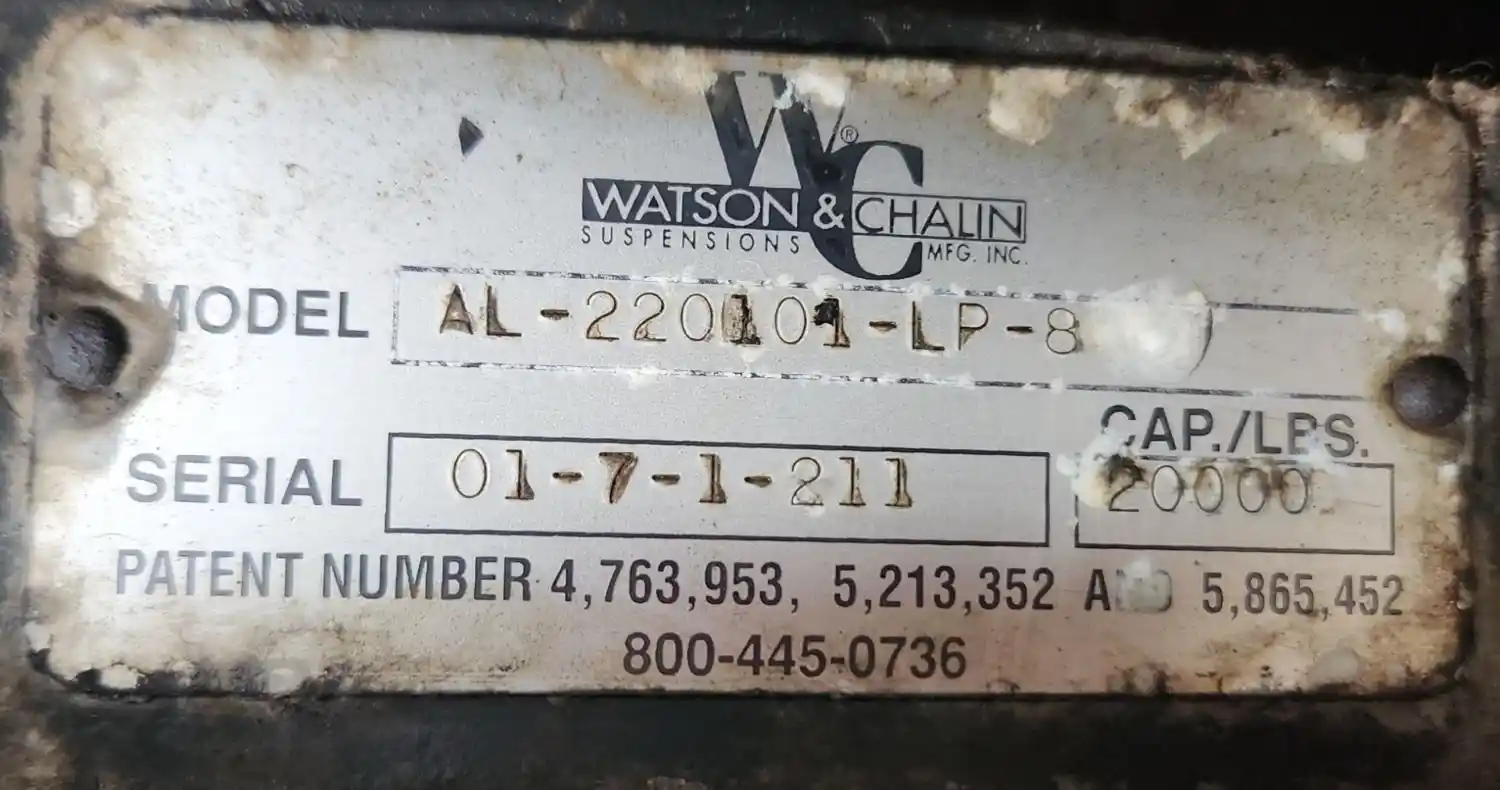 WC®
WATSON & CHALIN
SUSPENSIONS MFG. INC.
MODEL AL-220101-LP-8
CAP./LBS.
SERIAL 01-7-1-211 20000
PATENT NUMBER 4,763,953, 5,213,352 AND 5,865,452
800-445-0736